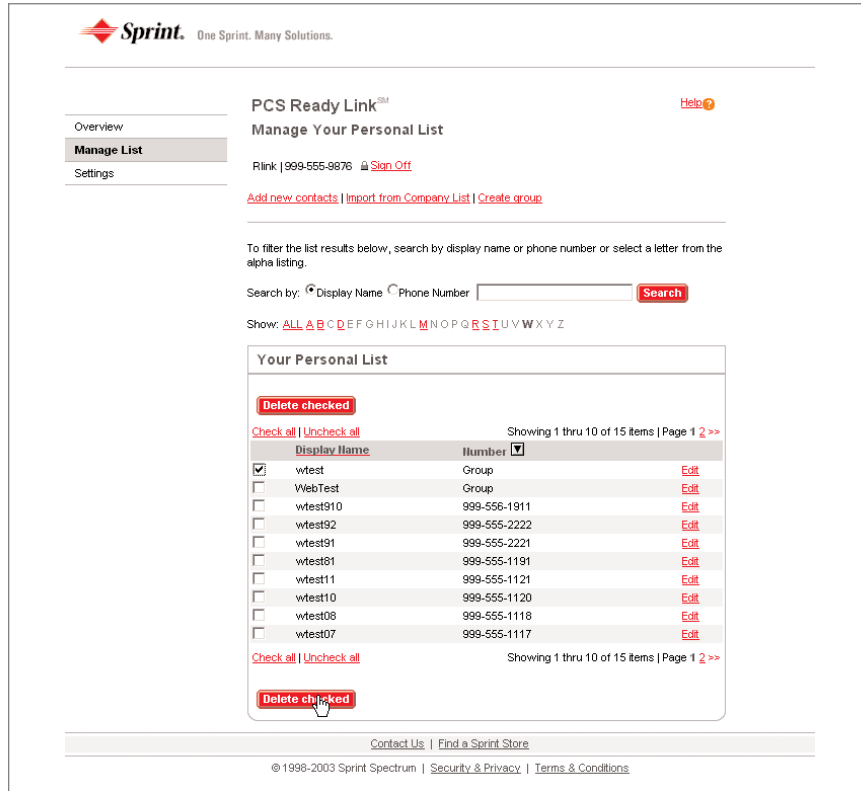 Sprint. One Sprint. Many Solutions.
PCS Ready Link℠
Help?
Manage Your Personal List
Overview
Manage List
Settings
Rlink | 999-555-9876 Sign Off
Add new contacts | Import from Company List | Create group
To filter the list results below, search by display name or phone number or select a letter from the
alpha listing.
Search by: Display Name Phone Number Search
Show: ALL A B C D E F G H I J K L M N O P Q R S T U V W X Y Z
Your Personal List
Delete checked
Check all | Uncheck all Showing 1 thru 10 of 15 items | Page 1 2 >>
Display Name Number
wtest Group Edit
WebTest Group Edit
wtest910 999-556-1911 Edit
wtest92 999-555-2222 Edit
wtest91 999-555-2221 Edit
wtest81 999-555-1191 Edit
wtest11 999-555-1121 Edit
wtest10 999-555-1120 Edit
wtest08 999-555-1118 Edit
wtest07 999-555-1117 Edit
Check all | Uncheck all Showing 1 thru 10 of 15 items | Page 1 2 >>
Delete checked
Contact Us | Find a Sprint Store
© 1998-2003 Sprint Spectrum | Security & Privacy | Terms & Conditions